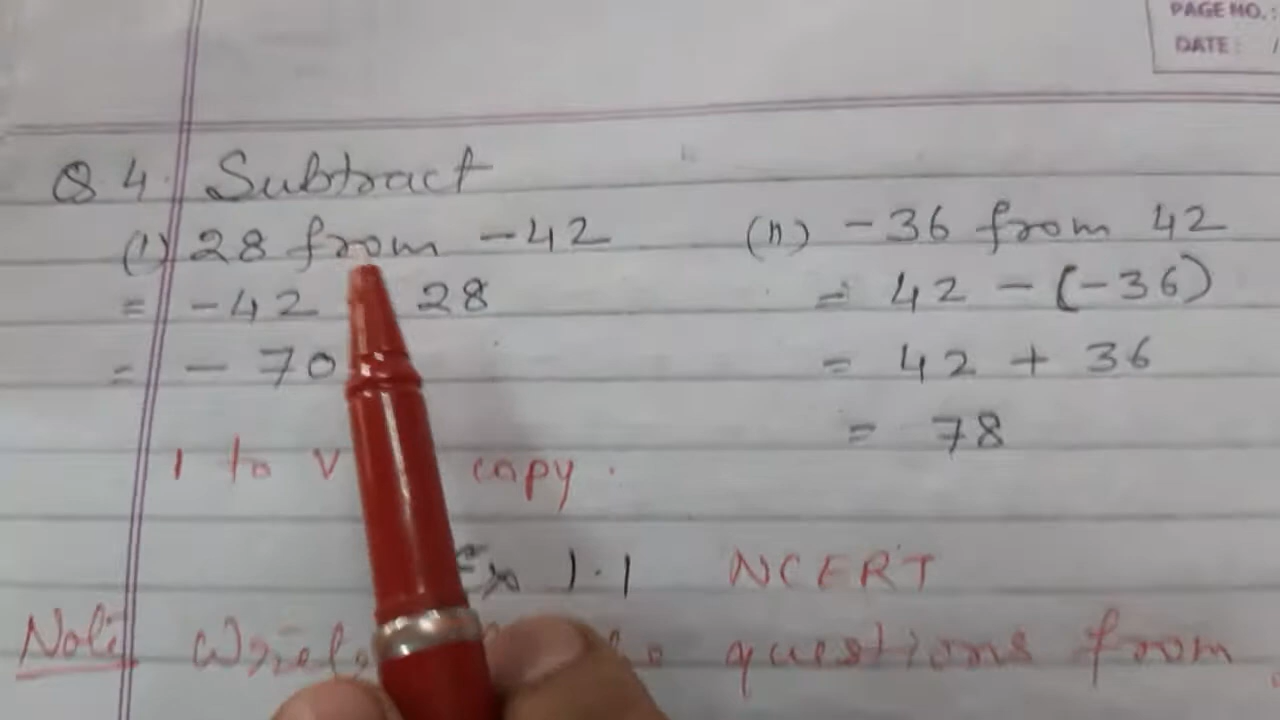 PAGE NO.:
DATE: /
Q 4. Subtract
(i) 28 from -42
= -42 28
= - 70
(ii) -36 from 42
= 42 - (-36)
= 42 + 36
= 78
1 to V copy.
Ex 1.1 NCERT
Note questions from